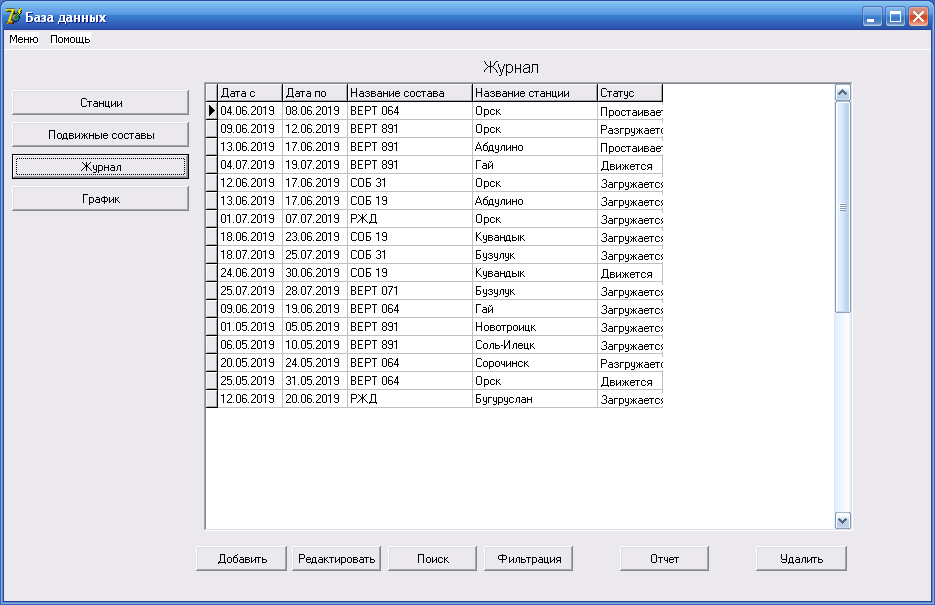 База данных
Меню Помощь
Журнал
Станции
Подвижные составы
Журнал
График
Дата с Дата по Название состава Название станции Статус
04.06.2019 08.06.2019 ВЕРТ 064 Орск Простаивает
09.06.2019 12.06.2019 ВЕРТ 891 Орск Разгружаетс
13.06.2019 17.06.2019 ВЕРТ 891 Абдулино Простаивает
04.07.2019 19.07.2019 ВЕРТ 891 Гай Движется
12.06.2019 17.06.2019 СОБ 31 Орск Загружается
13.06.2019 17.06.2019 СОБ 19 Абдулино Загружается
01.07.2019 07.07.2019 РЖД Орск Загружается
18.06.2019 23.06.2019 СОБ 19 Кувандык Загружается
18.07.2019 25.07.2019 СОБ 31 Бузулук Загружается
24.06.2019 30.06.2019 СОБ 19 Кувандык Движется
25.07.2019 28.07.2019 ВЕРТ 071 Бузулук Загружается
09.06.2019 19.06.2019 ВЕРТ 064 Гай Загружается
01.05.2019 05.05.2019 ВЕРТ 891 Новотроицк Загружается
06.05.2019 10.05.2019 ВЕРТ 891 Соль-Илецк Загружается
20.05.2019 24.05.2019 ВЕРТ 064 Сорочинск Разгружаетс
25.05.2019 31.05.2019 ВЕРТ 064 Орск Движется
12.06.2019 20.06.2019 РЖД Бугуруслан Загружается
Добавить Редактировать Поиск Фильтрация Отчет Удалить